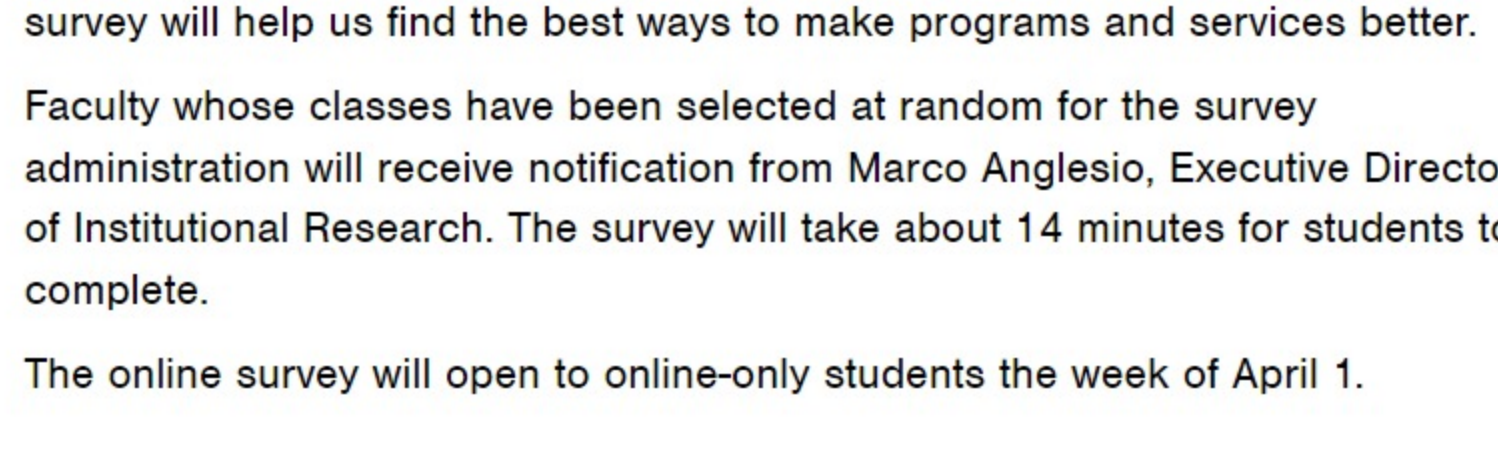 survey will help us find the best ways to make programs and services better.
Faculty whose classes have been selected at random for the survey
administration will receive notification from Marco Anglesio, Executive Directo
of Institutional Research. The survey will take about 14 minutes for students to
complete.
The online survey will open to online-only students the week of April 1.